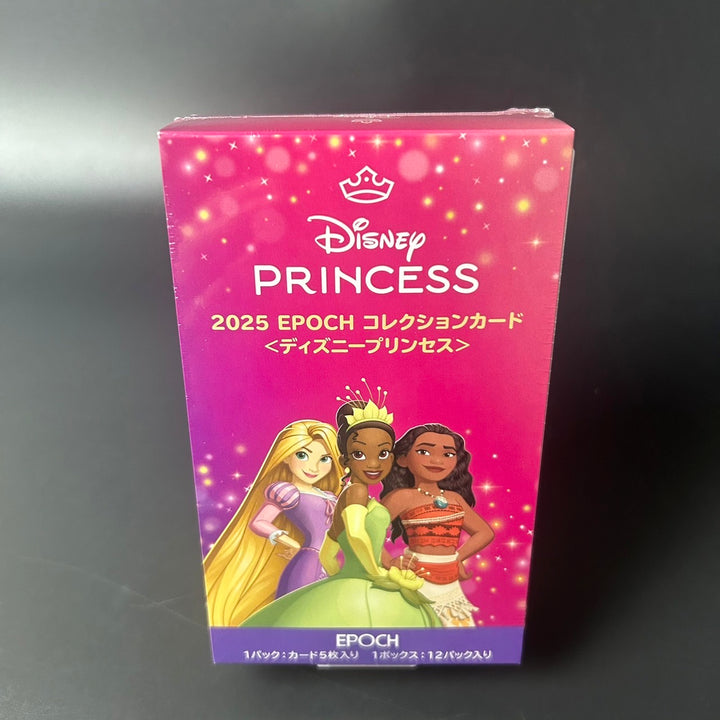 Disney
PRINCESS
2025 EPOCH コレクションカード
＜ディズニープリンセス＞
EPOCH
1パック：カード5枚入り 1ボックス：12パック入り